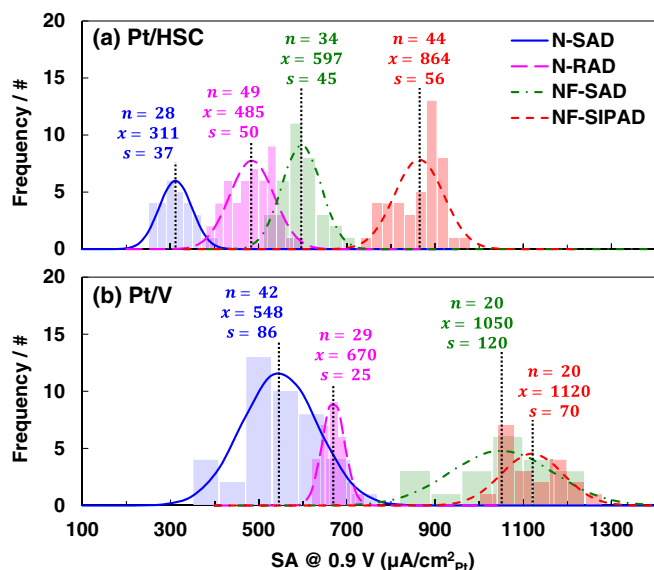 20
(a) Pt/HSC
n = 34
x = 597
s = 45
n = 44
x = 864
s = 56
N-SAD
N-RAD
NF-SAD
NF-SIPAD
15
n = 28
x = 311
s = 37
n = 49
x = 485
s = 50
10
5
0
Frequency / #
20
(b) Pt/V
n = 42
x = 548
s = 86
n = 29
x = 670
s = 25
n = 20
x = 1050
s = 120
n = 20
x = 1120
s = 70
15
10
5
0
Frequency / #
100 300 500 700 900 1100 1300
SA @ 0.9 V (μA/cm²Pt)